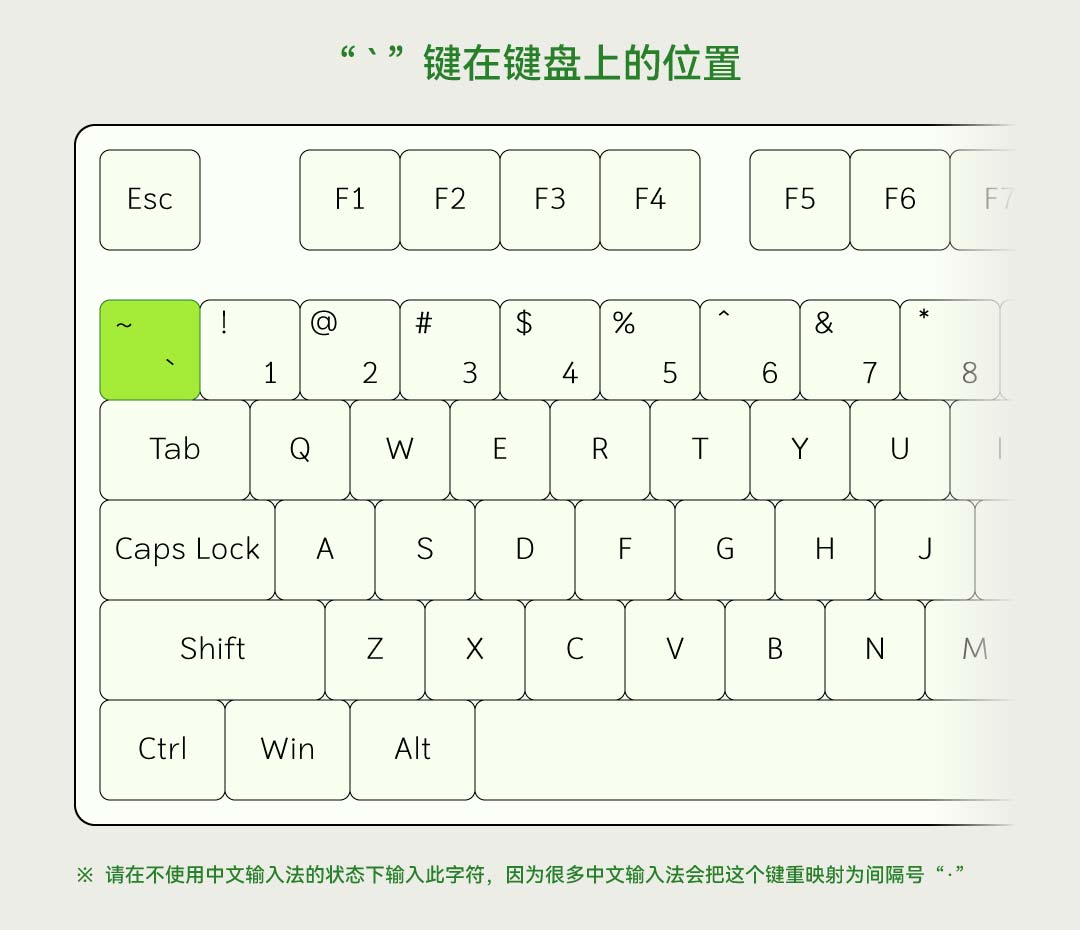 “`”键在键盘上的位置
Esc F1 F2 F3 F4 F5 F6 F7
~ ! @ # $ % ^ & *
` 1 2 3 4 5 6 7 8
Tab Q W E R T Y U I
Caps Lock A S D F G H J
Shift Z X C V B N M
Ctrl Win Alt
※ 请在不使用中文输入法的状态下输入此字符，因为很多中文输入法会把这个键重映射为间隔号“·”